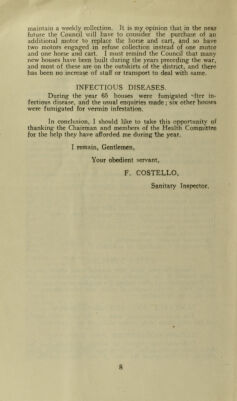 maintain a weekly collection. It is my opinion that in the near
future the Council will have to consider the purchase of an
additional motor to replace the horse and cart, and so have
two motors engaged in refuse collection instead of one motor
and one horse and cart. I must remind the Council that many
new houses have been built during the years preceding the war,
and most of these are on the outskirts of the district, and there
has been no increase of staff or transport to deal with same.
INFECTIOUS DISEASES.
During the year 65 houses were fumigated after in-
fectious disease, and the usual enquiries made; six other houses
were fumigated for vermin infestation.
In conclusion, I should like to take this opportunity of
thanking the Chairman and members of the Health Committee
for the help they have afforded me during the year.
I remain, Gentlemen,
Your obedient servant,
F. COSTELLO,
Sanitary Inspector.
8